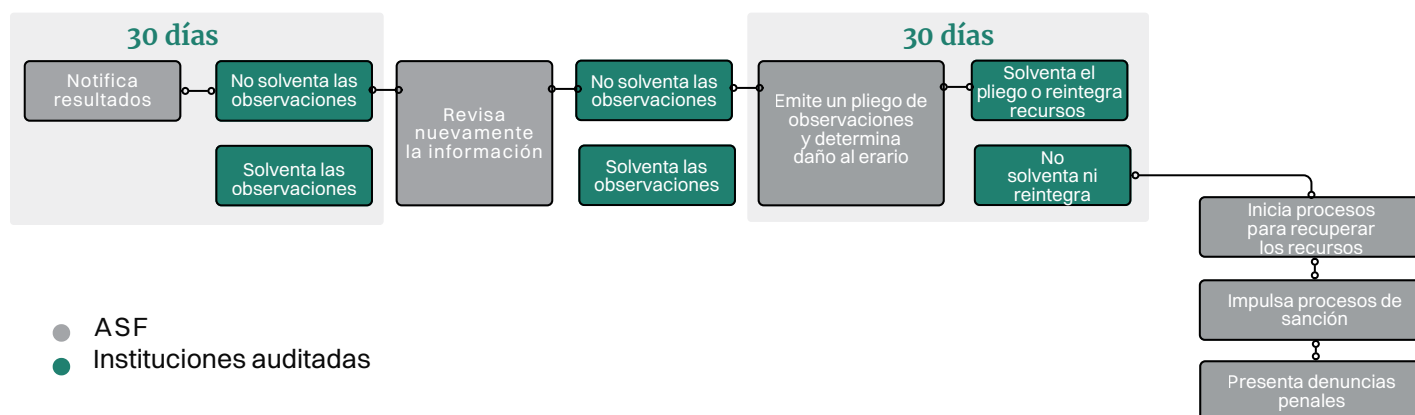 30 días
Notifica
resultados
No solventa las
observaciones
Solventa las
observaciones
Revisa
nuevamente
la información
No solventa las
observaciones
Solventa las
observaciones
30 días
Emite un pliego de
observaciones
y determina
daño al erario
Solventa el
pliego o reintegra
recursos
No
solventa ni
reintegra
Inicia procesos
para recuperar
los recursos
Impulsa procesos de
sanción
Presenta denuncias
penales
ASF
Instituciones auditadas